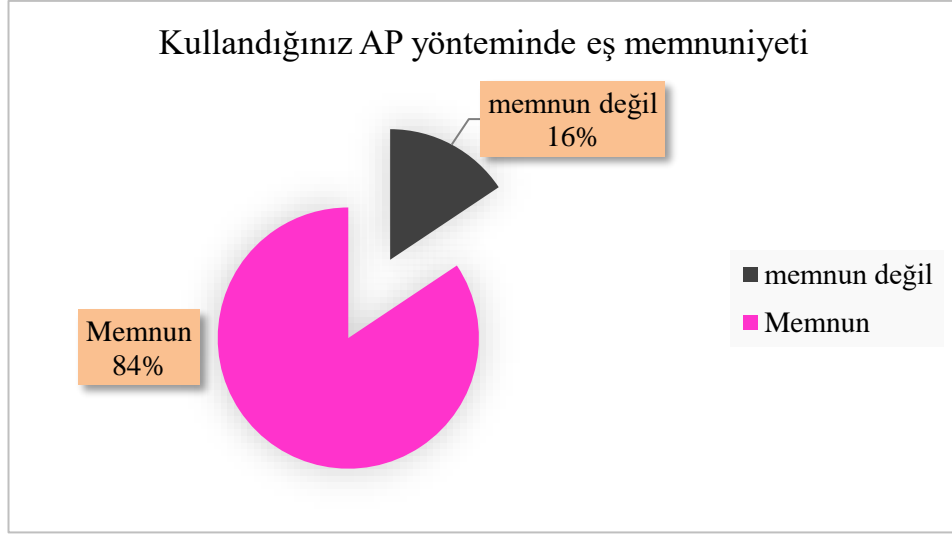 Kullandığınız AP yönteminde eş memnuniyeti
memnun değil
16%
Memnun
84%
memnun değil
Memnun